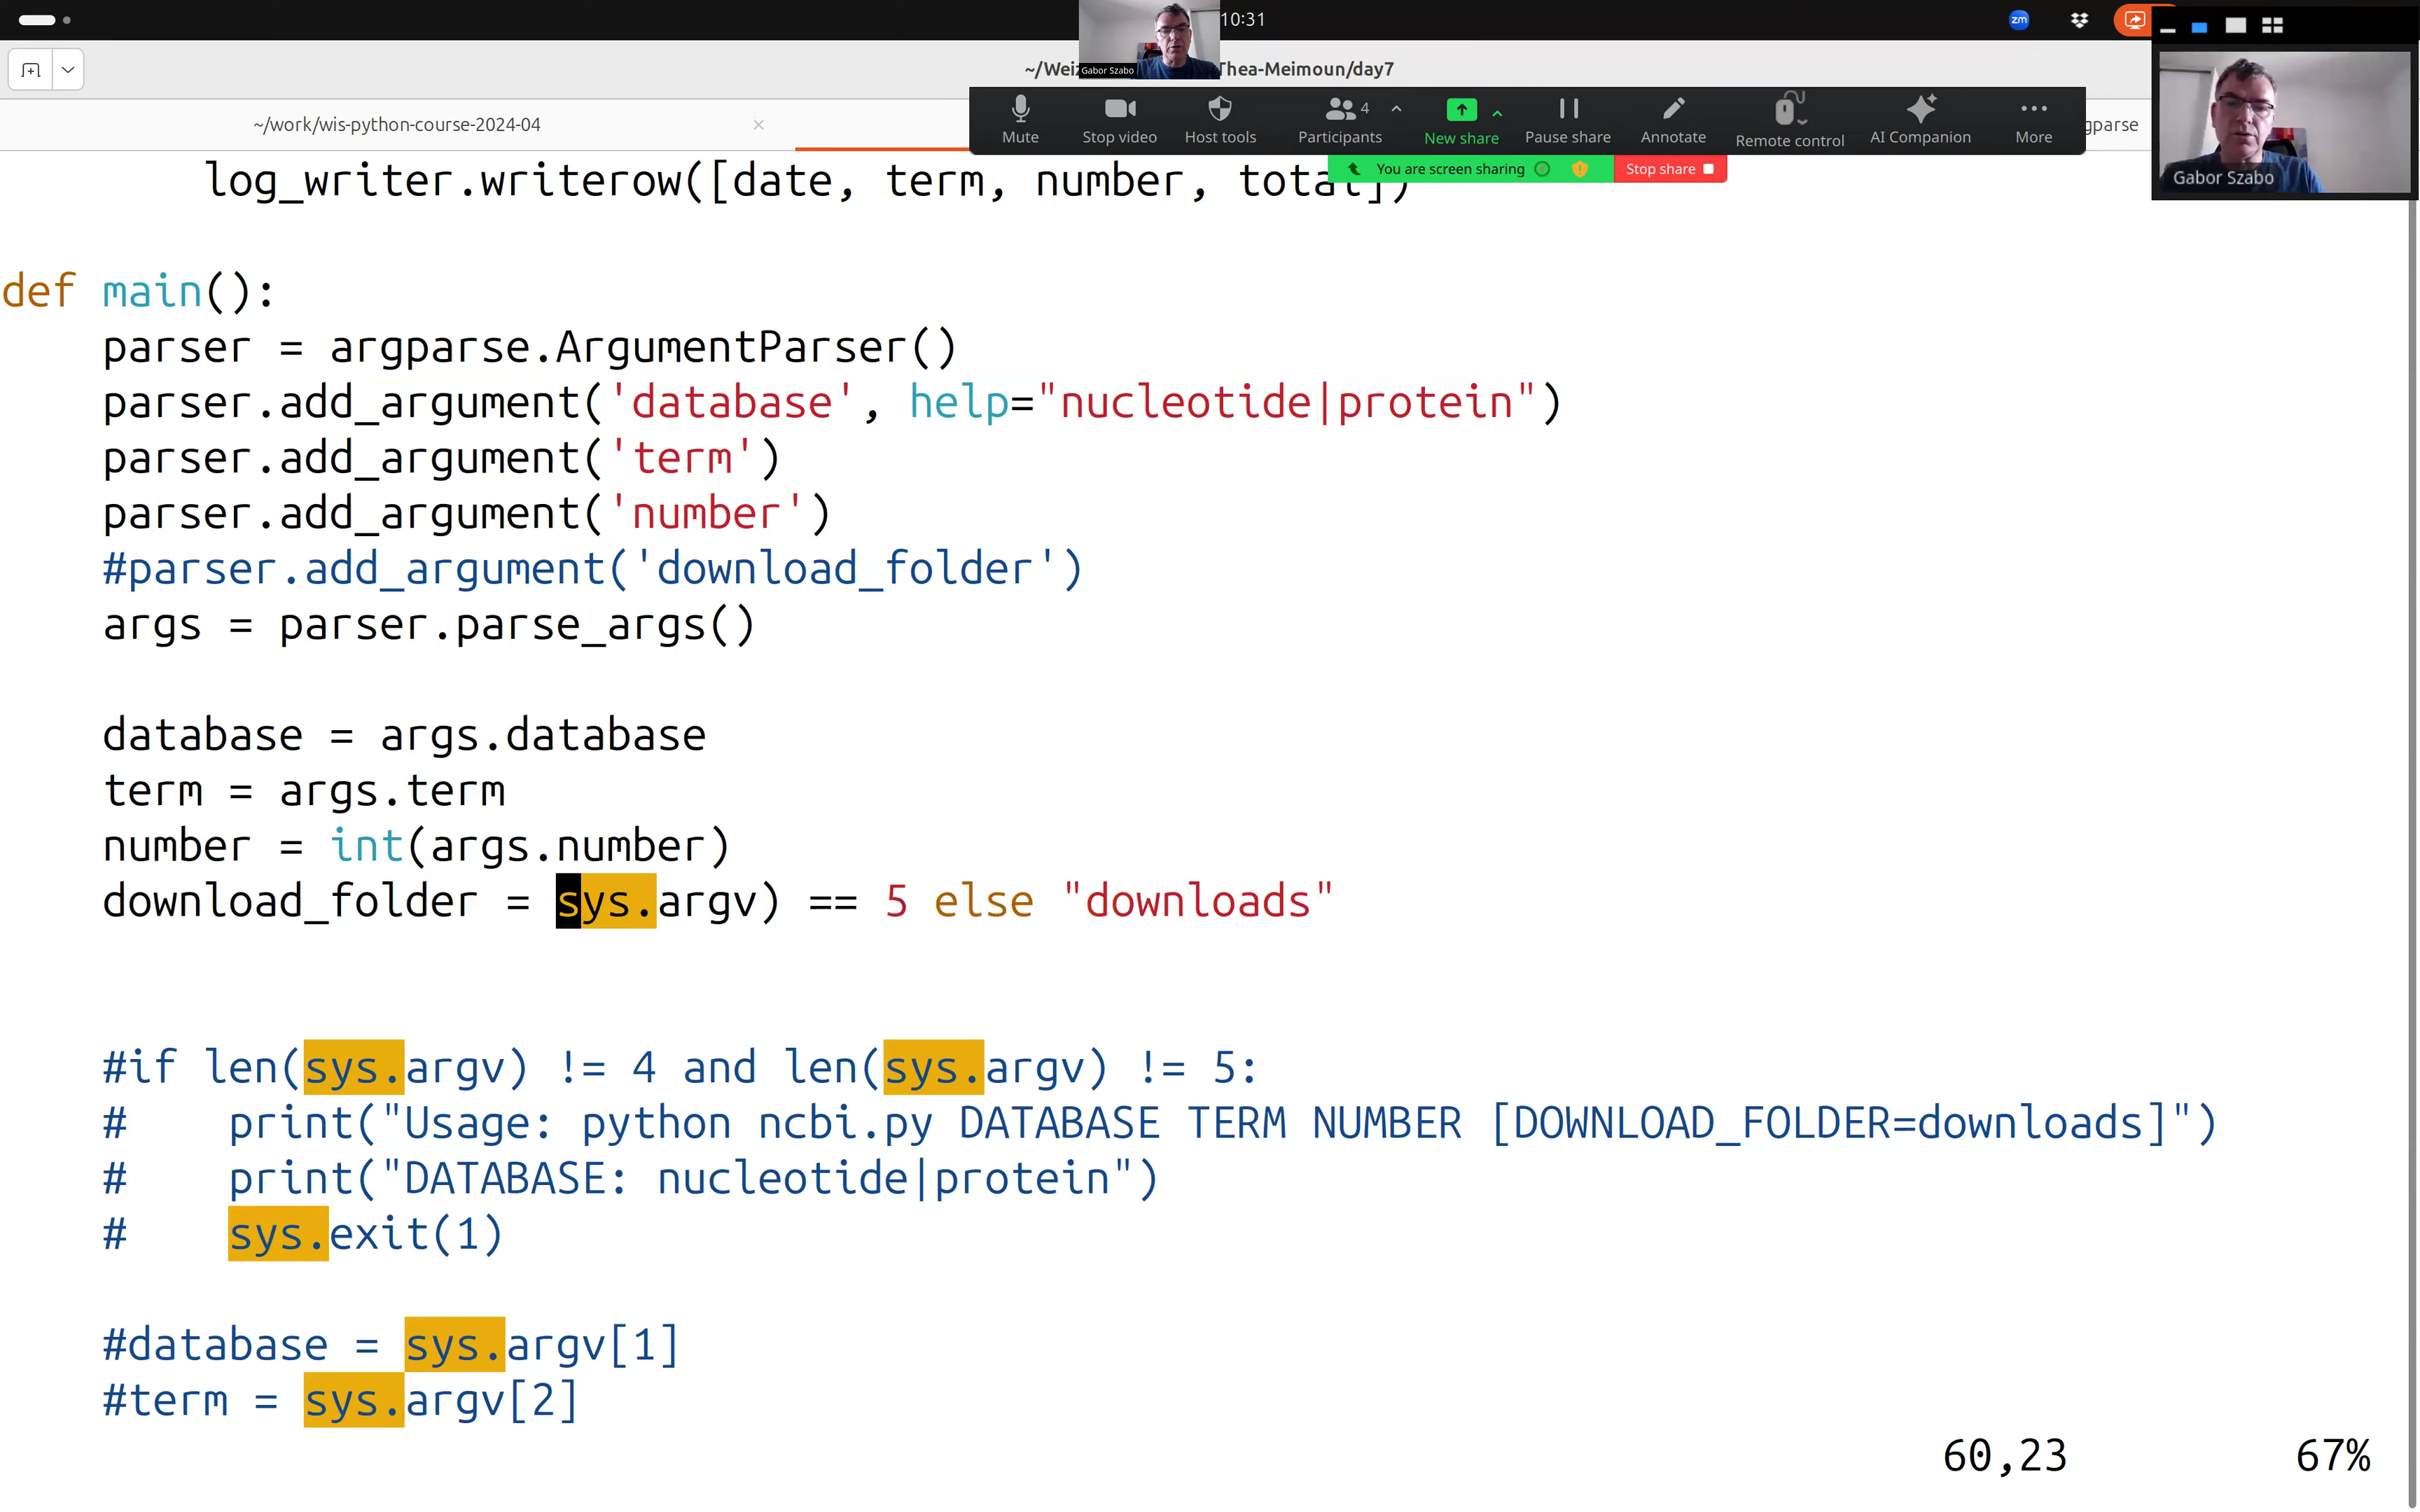 10:31
zm
~/Weiz
Thea-Meimoun/day7
Gabor Szabo
~/work/wis-python-course-2024-04
gparse
Mute
Stop video
Host tools
Participants
4
New share
Pause share
Annotate
Remote control
AI Companion
More
You are screen sharing
Stop share
Gabor Szabo
log_writer.writerow([date, term, number, total])
def main():
parser = argparse.ArgumentParser()
parser.add_argument('database', help="nucleotide|protein")
parser.add_argument('term')
parser.add_argument('number')
#parser.add_argument('download_folder')
args = parser.parse_args()
database = args.database
term = args.term
number = int(args.number)
download_folder = sys.argv) == 5 else "downloads"
#if len(sys.argv) != 4 and len(sys.argv) != 5:
#    print("Usage: python ncbi.py DATABASE TERM NUMBER [DOWNLOAD_FOLDER=downloads]")
#    print("DATABASE: nucleotide|protein")
#    sys.exit(1)
#database = sys.argv[1]
#term = sys.argv[2]
60,23
67%